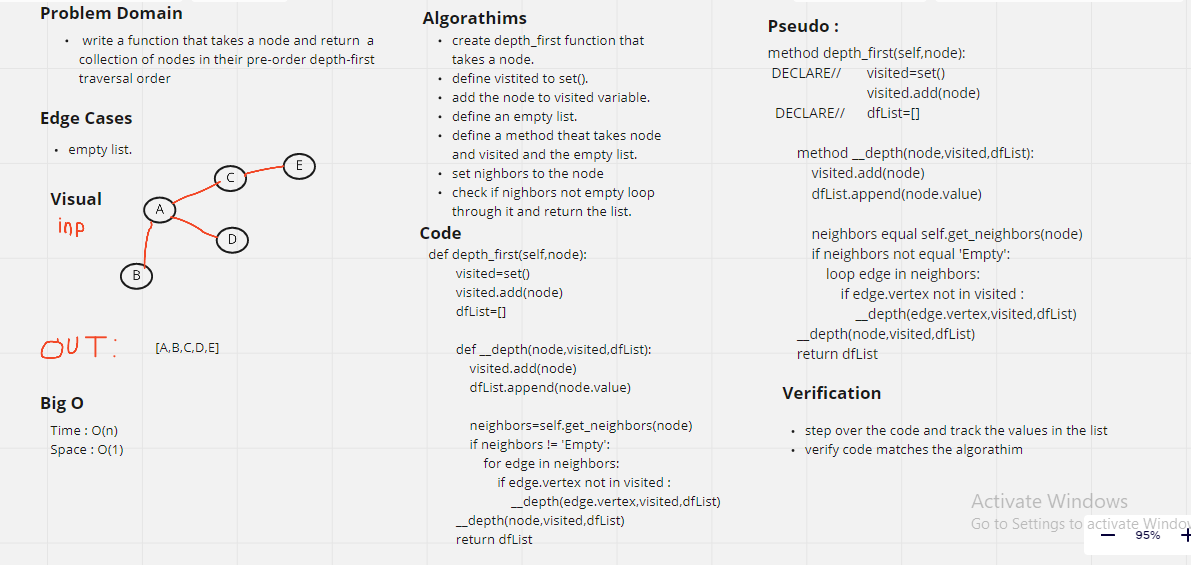 Problem Domain
• write a function that takes a node and return a
collection of nodes in their pre-order depth-first
traversal order
Edge Cases
• empty list.
Visual
inp
A
B
C
D
E
OUT:
[A,B,C,D,E]
Big O
Time : O(n)
Space : O(1)
Algorathims
• create depth_first function that
takes a node.
• define vistited to set().
• add the node to visited variable.
• define an empty list.
• define a method theat takes node
and visited and the empty list.
• set nighbors to the node
• check if nighbors not empty loop
through it and return the list.
Code
def depth_first(self,node):
visited=set()
visited.add(node)
dfList=[]
def __depth(node,visited,dfList):
visited.add(node)
dfList.append(node.value)
neighbors=self.get_neighbors(node)
if neighbors != 'Empty':
for edge in neighbors:
if edge.vertex not in visited :
__depth(edge.vertex,visited,dfList)
__depth(node,visited,dfList)
return dfList
Pseudo :
method depth_first(self,node):
DECLARE// visited=set()
visited.add(node)
DECLARE// dfList=[]
method __depth(node,visited,dfList):
visited.add(node)
dfList.append(node.value)
neighbors equal self.get_neighbors(node)
if neighbors not equal 'Empty':
loop edge in neighbors:
if edge.vertex not in visited :
__depth(edge.vertex,visited,dfList)
__depth(node,visited,dfList)
return dfList
Verification
• step over the code and track the values in the list
• verify code matches the algorathim
Activate Windows
Go to Settings to activate Windo
95%